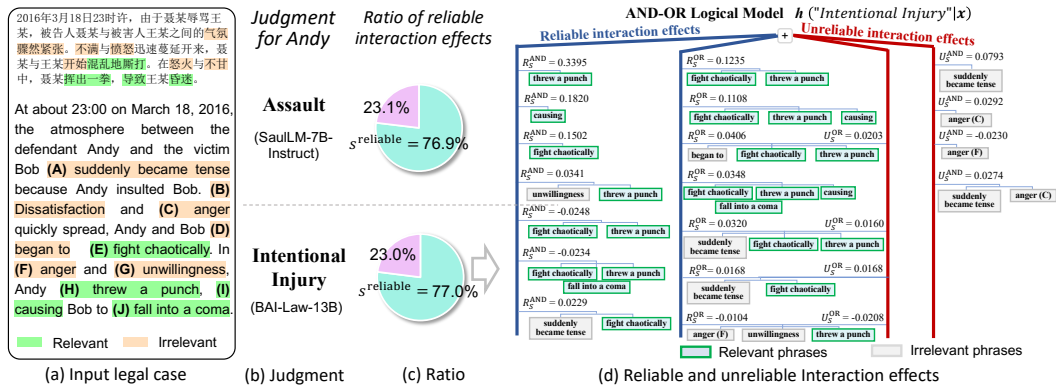 2016年3月18日23时许，由于聂某辱骂王
某，被告人聂某与被害人王某之间的气氛
骤然紧张。不满与愤怒迅速蔓延开来，聂
某与王某开始混乱地厮打。在怒火与不甘
中，聂某挥出一拳，导致王某昏迷。
At about 23:00 on March 18, 2016,
the atmosphere between the
defendant Andy and the victim
Bob (A) suddenly became tense
because Andy insulted Bob. (B)
Dissatisfaction and (C) anger
quickly spread, Andy and Bob (D)
began to (E) fight chaotically. In
(F) anger and (G) unwillingness,
Andy (H) threw a punch, (I)
causing Bob to (J) fall into a coma.
Relevant Irrelevant
(a) Input legal case
Judgment
for Andy
Assault
(SaulLM-7B-
Instruct)
Intentional
Injury
(BAI-Law-13B)
(b) Judgment
Ratio of reliable
interaction effects
23.1%
s^reliable = 76.9%
23.0%
s^reliable = 77.0%
(c) Ratio
AND-OR Logical Model h ("Intentional Injury"|x)
Reliable interaction effects
+
Unreliable interaction effects
R_S^AND = 0.3395
threw a punch
R_S^AND = 0.1820
causing
R_S^AND = 0.1502
fight chaotically
R_S^AND = 0.0341
unwillingness threw a punch
R_S^AND = -0.0248
fight chaotically threw a punch
R_S^AND = -0.0234
fight chaotically threw a punch
fall into a coma
R_S^AND = 0.0229
suddenly
became tense
fight chaotically
R_S^OR = 0.1235
fight chaotically threw a punch
R_S^OR = 0.1108
fight chaotically threw a punch causing
R_S^OR = 0.0406 U_S^OR = 0.0203
began to fight chaotically threw a punch
R_S^OR = 0.0348
fight chaotically threw a punch causing
fall into a coma
R_S^OR = 0.0320 U_S^OR = 0.0160
suddenly
became tense
fight chaotically threw a punch
R_S^OR = 0.0168 U_S^OR = 0.0168
suddenly
became tense
fight chaotically
R_S^OR = -0.0104 U_S^OR = -0.0208
anger (F) unwillingness threw a punch
U_S^AND = 0.0793
suddenly
became tense
U_S^AND = 0.0292
anger (C)
U_S^AND = -0.0230
anger (F)
U_S^AND = 0.0274
suddenly
became tense
anger (C)
Relevant phrases Irrelevant phrases
(d) Reliable and unreliable Interaction effects